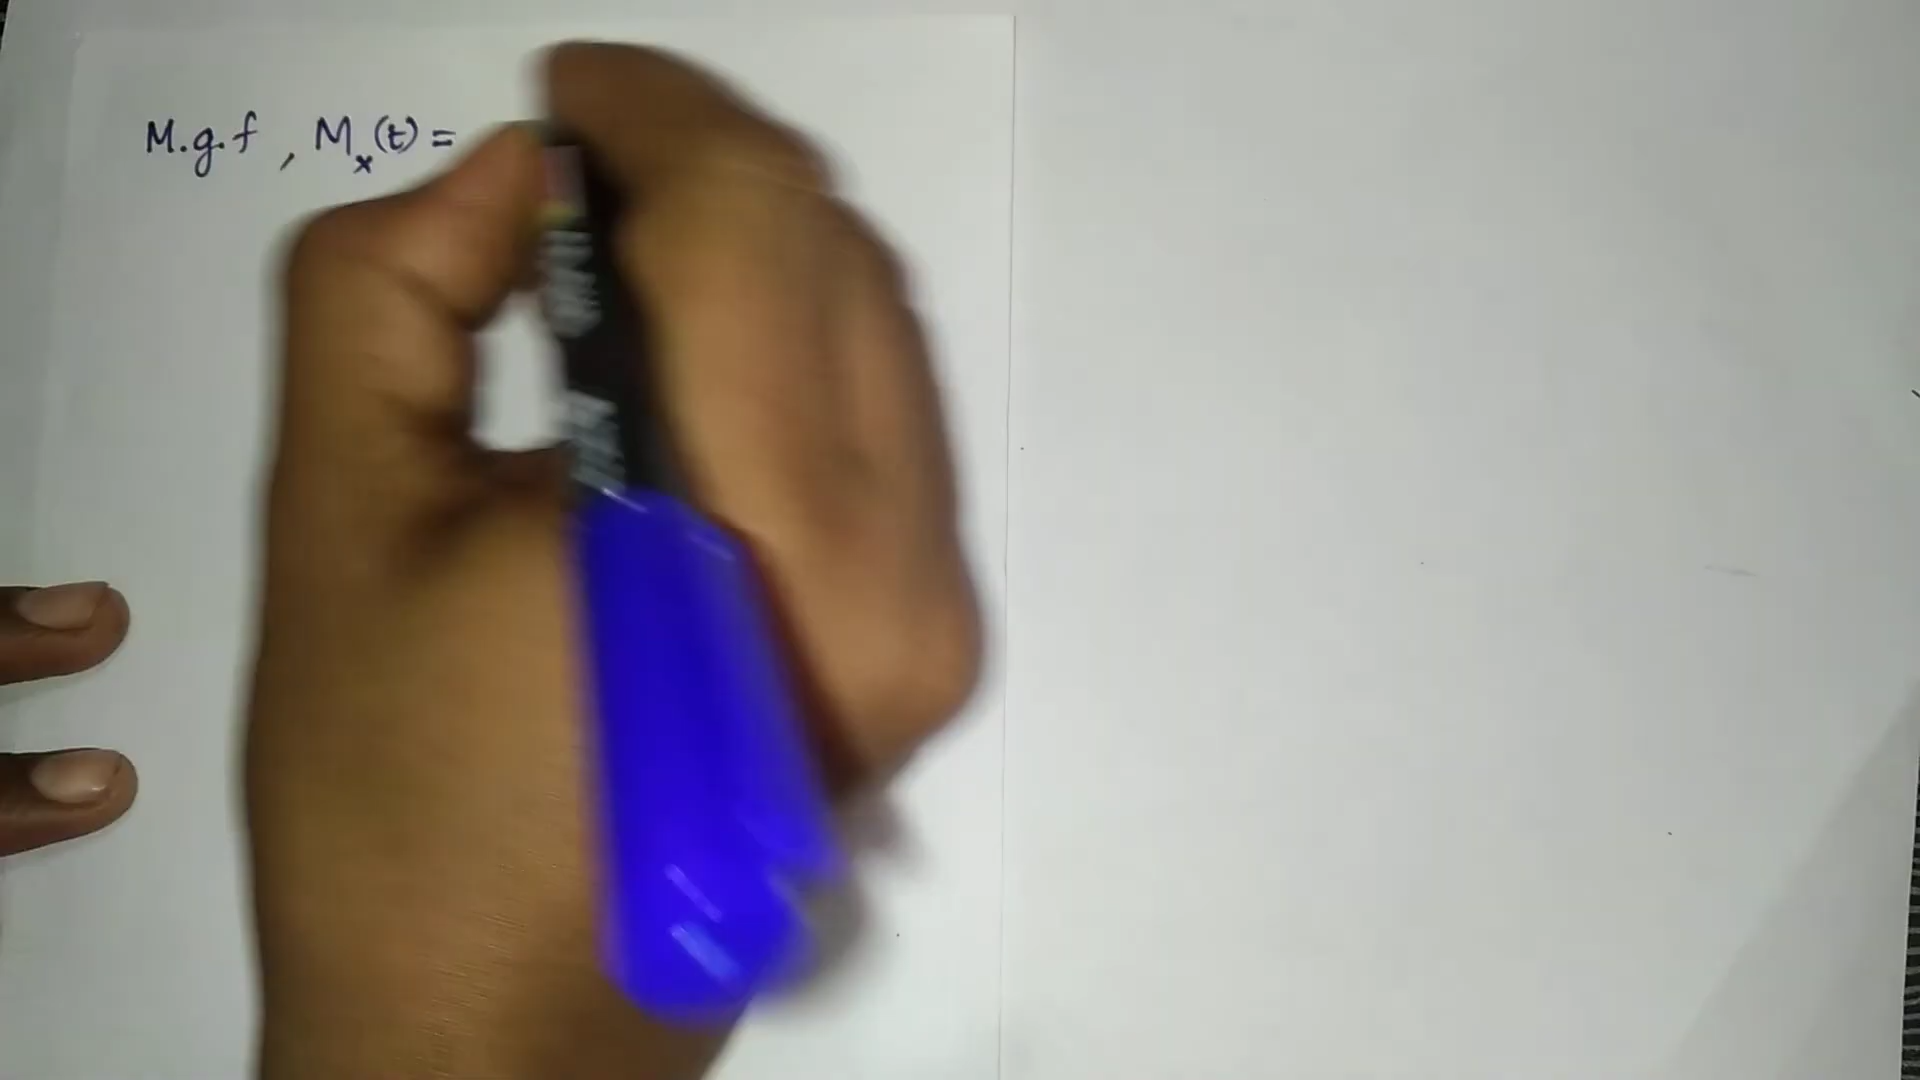 M.g.f , Mₓ(t) =